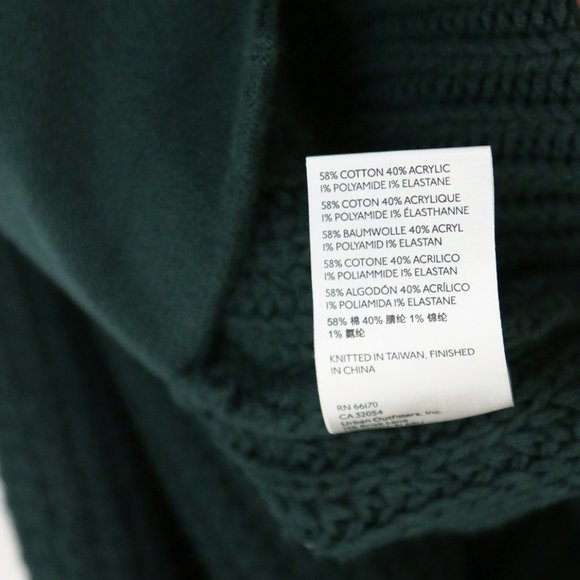 58% COTTON 40% ACRYLIC
1% POLYAMIDE 1% ELASTANE
58% COTON 40% ACRYLIQUE
1% POLYAMIDE 1% ÉLASTHANNE
58% BAUMWOLLE 40% ACRYL
1% POLYAMID 1% ELASTAN
58% COTONE 40% ACRILICO
1% POLIAMMIDE 1% ELASTAN
58% ALGODÓN 40% ACRÍLICO
1% POLIAMIDA 1% ELASTANE
58% 棉 40% 腈纶 1% 锦纶
1% 氨纶
KNITTED IN TAIWAN, FINISHED
IN CHINA
RN 66170
CA 32054
Urban Outfitters, Inc.
Brick Lane